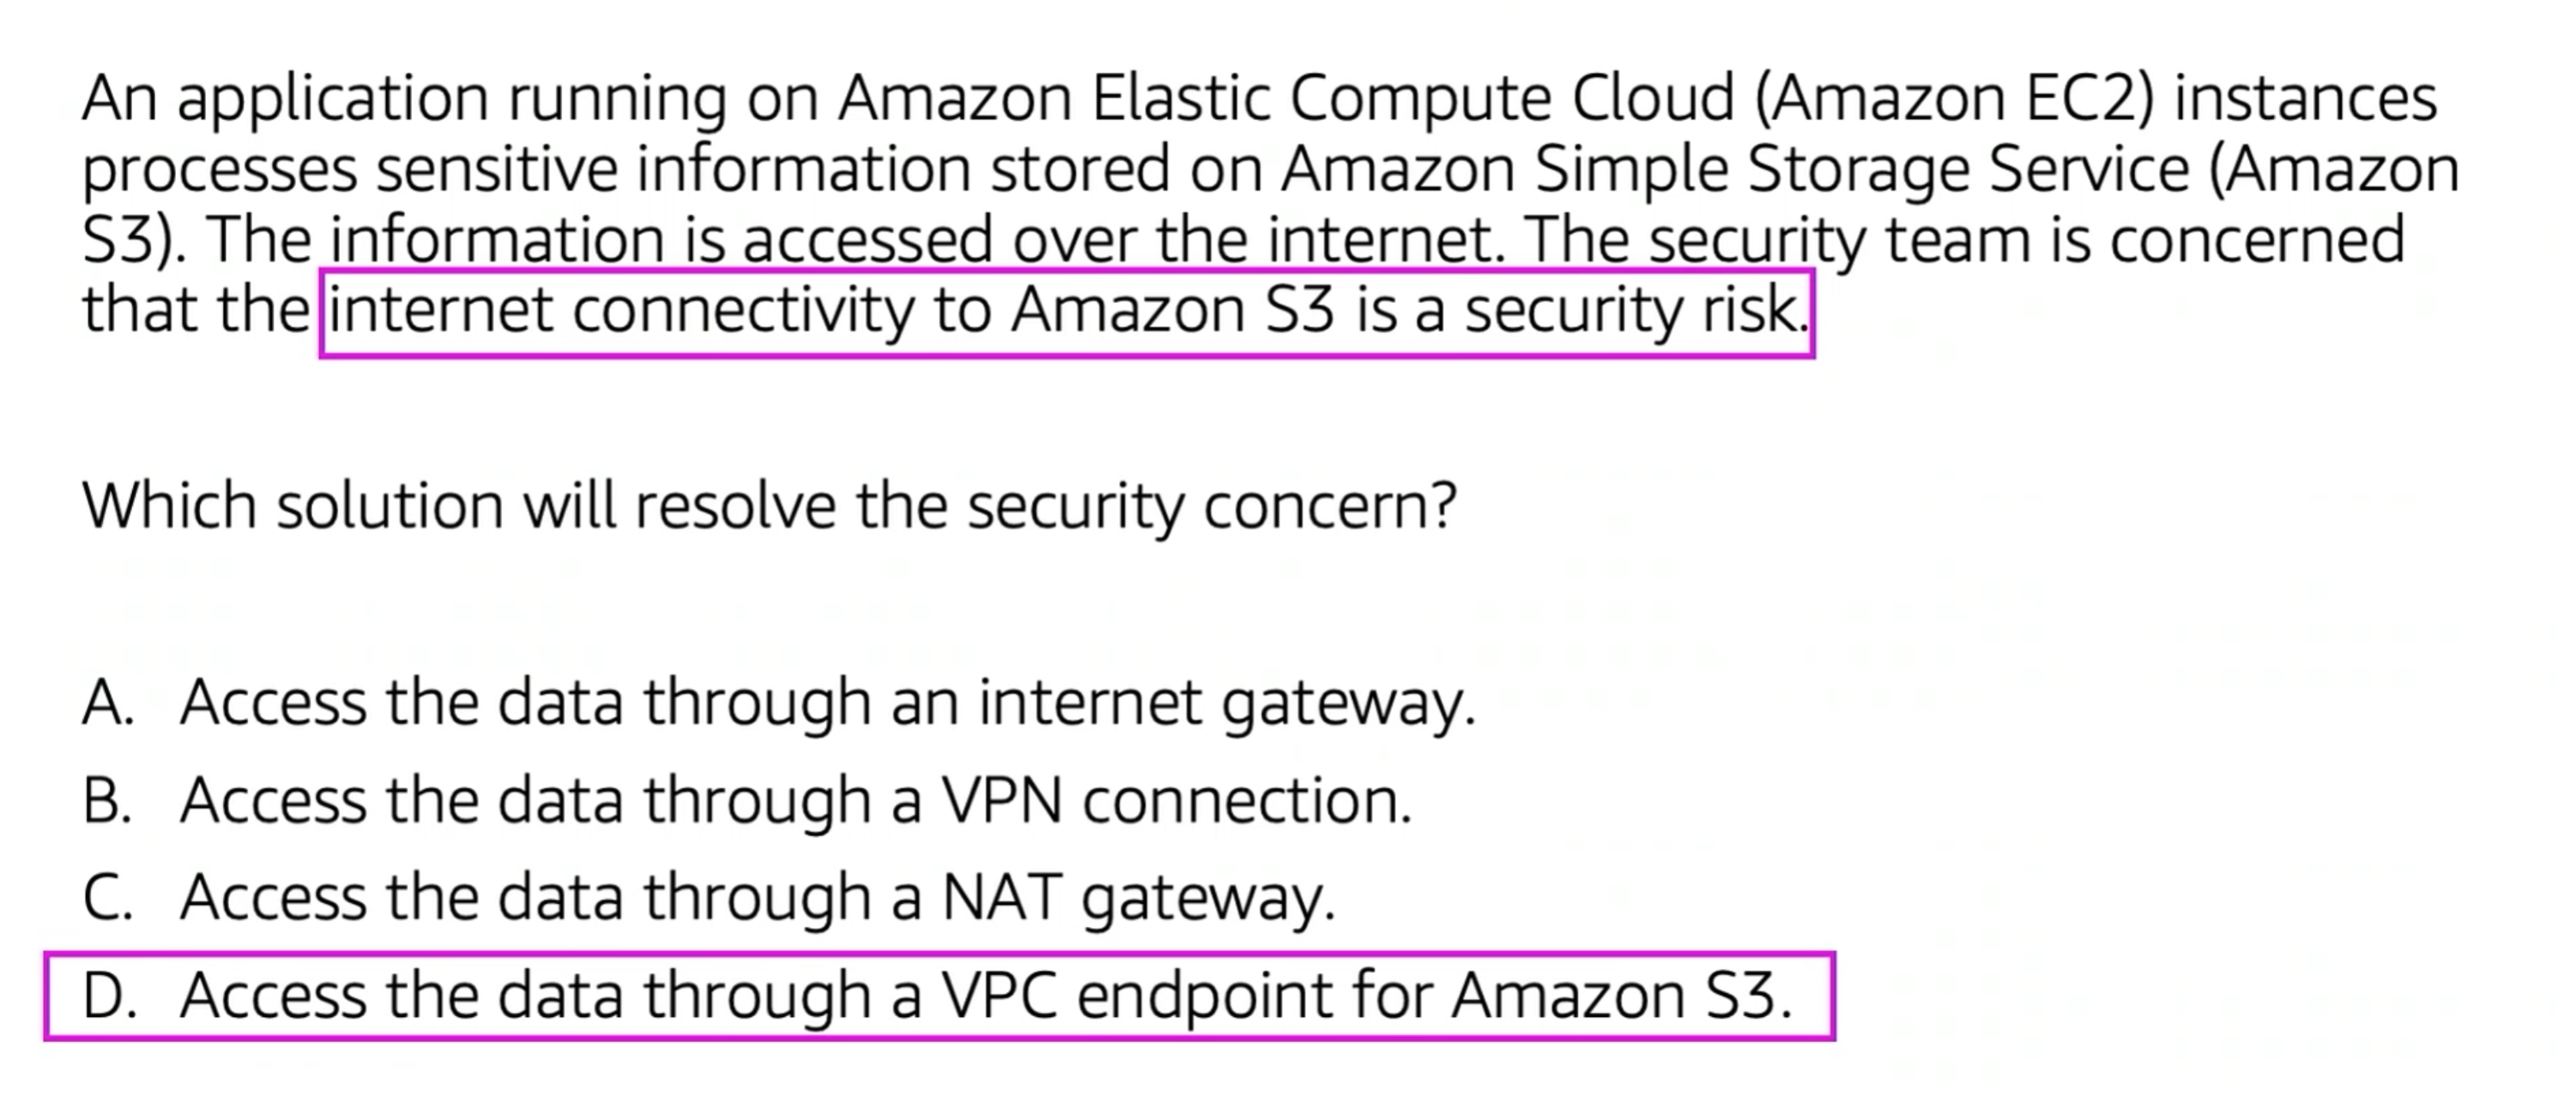 An application running on Amazon Elastic Compute Cloud (Amazon EC2) instances
processes sensitive information stored on Amazon Simple Storage Service (Amazon
S3). The information is accessed over the internet. The security team is concerned
that the internet connectivity to Amazon S3 is a security risk.
Which solution will resolve the security concern?
A. Access the data through an internet gateway.
B. Access the data through a VPN connection.
C. Access the data through a NAT gateway.
D. Access the data through a VPC endpoint for Amazon S3.